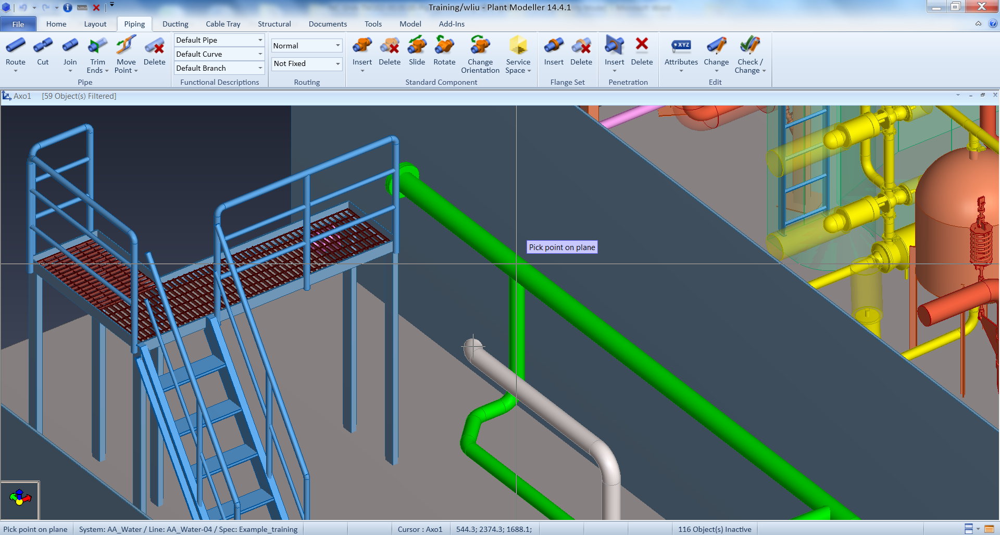 Training/wliu - Plant Modeller 14.4.1
File Home Layout Piping Ducting Cable Tray Structural Documents Tools Model Add-Ins
Route Cut Join Trim Ends Move Point Delete
Pipe
Default Pipe
Default Curve
Default Branch
Functional Descriptions
Normal
Not Fixed
Routing
Insert Delete Slide Rotate Change Orientation Service Space
Standard Component
Insert Delete
Flange Set
XYZ
Insert Delete
Penetration
Attributes Change Check / Change
Edit
Axo1 [59 Object(s) Filtered]
Pick point on plane
Pick point on plane System: AA_Water / Line: AA_Water-04 / Spec: Example_training Cursor : Axo1 544.3; 2374.3; 1688.1; 116 Object(s) Inactive